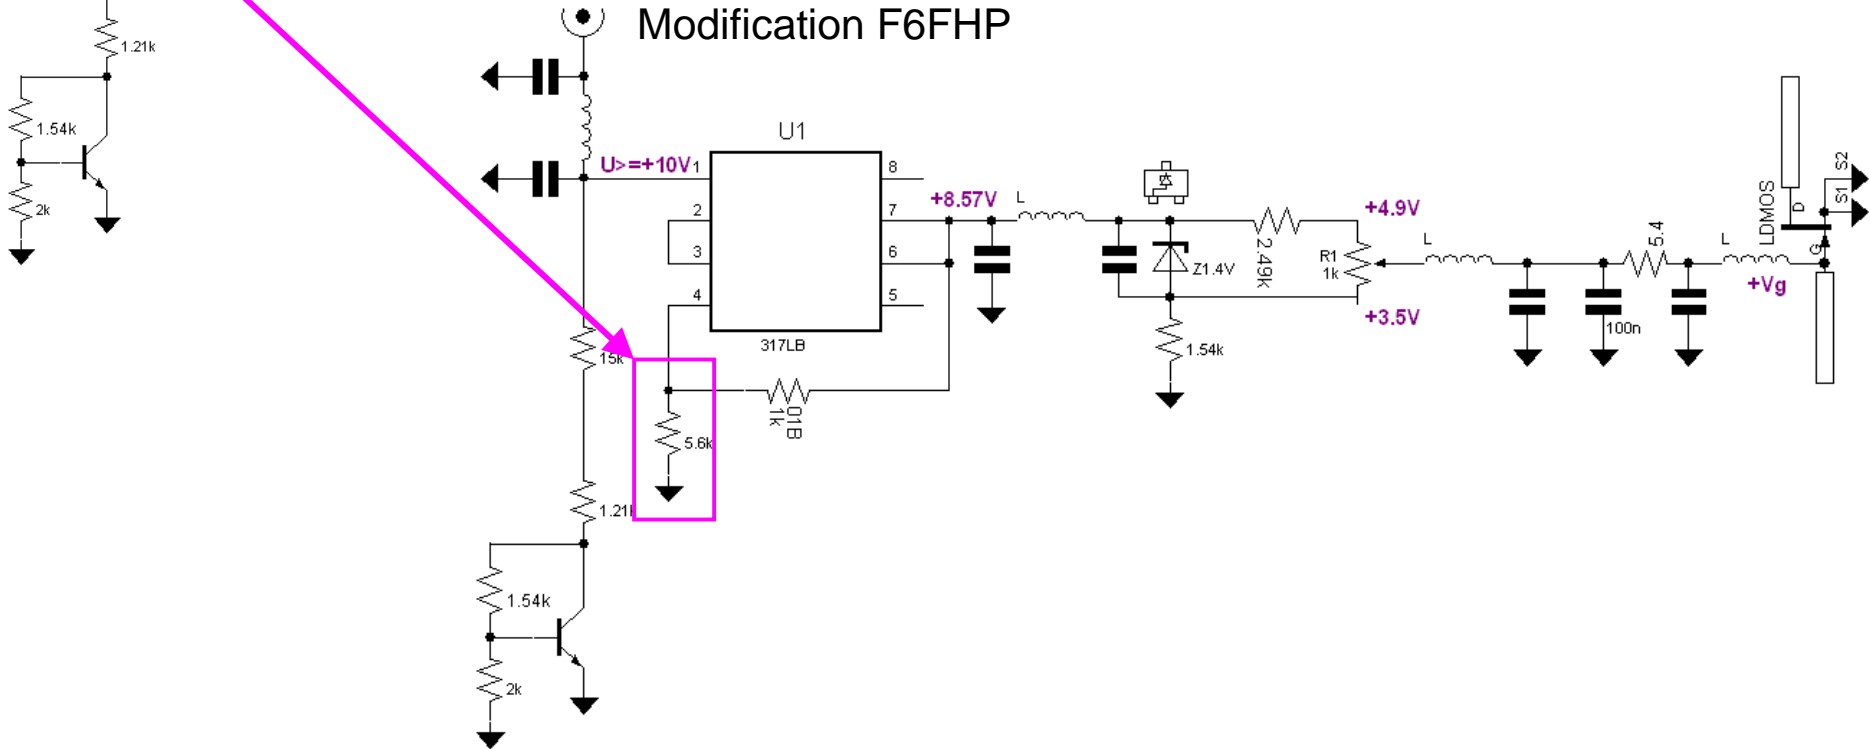 Modification F6FHP
1.21k
1.54k
2k
U1
U>=+10V
1
2
3
4
8
7
6
5
317LB
+8.57V
L
Z1.4V
2.49k
+4.9V
R1
1k
+3.5V
1.54k
L
100n
5.4
L
+Vg
LDMOS
D
G
S2
S1
15k
5.6k
01B
1k
1.21
1.54k
2k